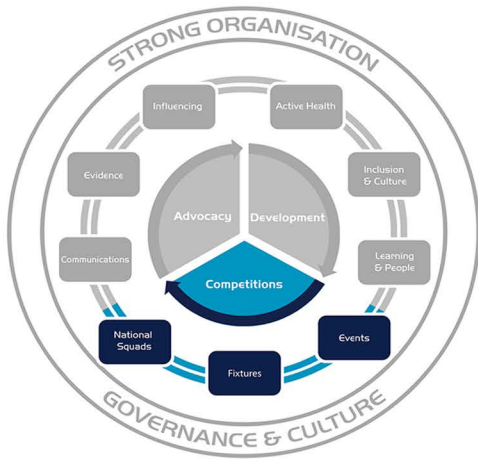 STRONG ORGANISATION
Influencing
Active Health
Evidence
Inclusion
& Culture
Advocacy
Development
Communications
Learning
& People
Competitions
National
Squads
Events
Fixtures
GOVERNANCE & CULTURE